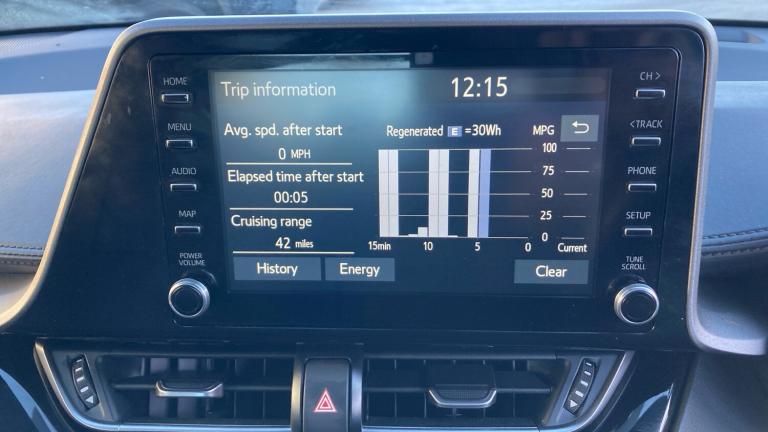 HOME
MENU
AUDIO
MAP
POWER
VOLUME
Trip information
12:15
Avg. spd. after start
0 MPH
Elapsed time after start
00:05
Cruising range
42 miles
Regenerated E =30Wh
MPG
100
75
50
25
0
15min 10 5 0 Current
History
Energy
Clear
CH >
< TRACK
PHONE
SETUP
TUNE
SCROLL